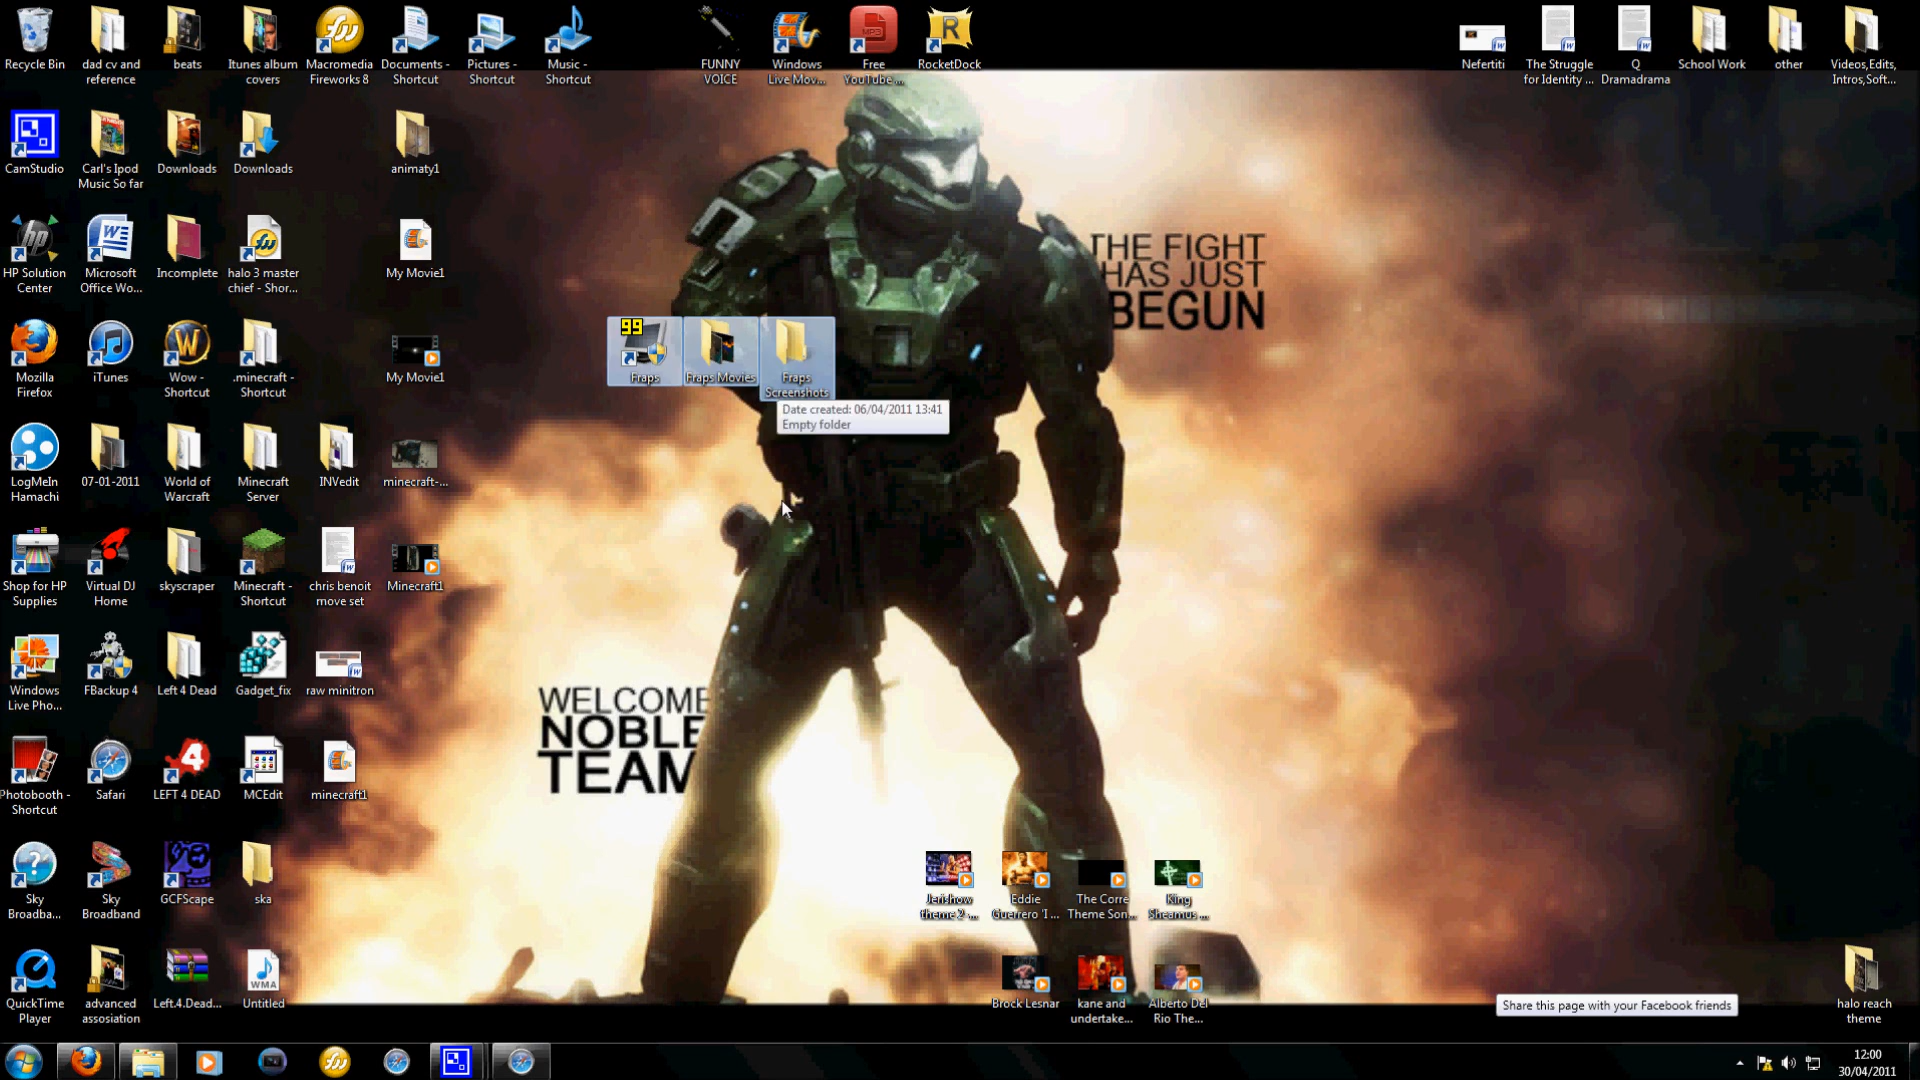 Recycle Bin
dad cv and
reference
beats
Itunes album
covers
Macromedia
Fireworks 8
Documents -
Shortcut
Pictures -
Shortcut
Music -
Shortcut
FUNNY
VOICE
Windows
Live Mov...
MP3
Free
YouTube ...
R
RocketDock
Nefertiti
The Struggle
for Identity ...
Q
Dramadrama
School Work
other
Videos,Edits,
Intros,Soft...
CamStudio
Carl's Ipod
Music So far
Downloads
Downloads
animaty1
hp
HP Solution
Center
W
Microsoft
Office Wo...
Incomplete
halo 3 master
chief - Shor...
My Movie1
THE FIGHT
HAS JUST
BEGUN
Mozilla
Firefox
iTunes
W
Wow -
Shortcut
.minecraft -
Shortcut
My Movie1
99
Fraps
Fraps Movies
Fraps
Screenshots
Date created: 06/04/2011 13:41
Empty folder
LogMeIn
Hamachi
07-01-2011
World of
Warcraft
Minecraft
Server
INVedit
minecraft-...
Shop for HP
Supplies
Virtual DJ
Home
skyscraper
Minecraft -
Shortcut
chris benoit
move set
Minecraft1
Windows
Live Pho...
FBackup 4
Left 4 Dead
Gadget_fix
raw minitron
WELCOME
NOBLE
TEAM
Photobooth -
Shortcut
Safari
4
LEFT 4 DEAD
MCEdit
minecraft1
Sky
Broadba...
Sky
Broadband
GCFScape
ska
Jerishow
theme 2 -...
Eddie
Guerrero 'I ...
The Corre
Theme Son...
King
Sheamus ...
QuickTime
Player
advanced
assosiation
Left.4.Dead...
WMA
Untitled
Brock Lesnar
kane and
undertake...
Alberto Del
Rio The...
Share this page with your Facebook friends
halo reach
theme
12:00
30/04/2011